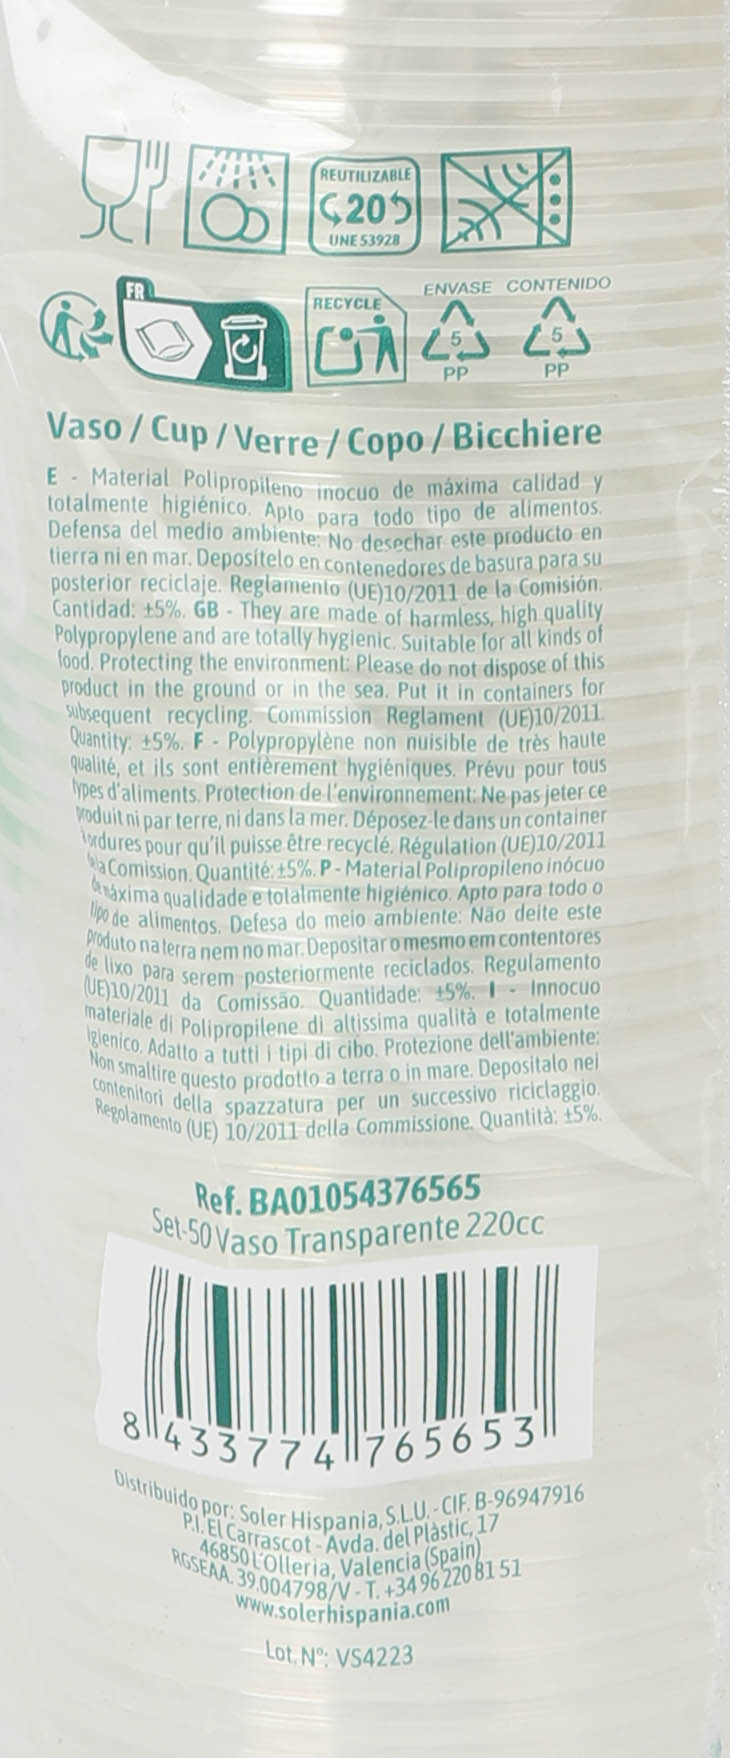 REUTILIZABLE
20
UNE 53928
FR
RECYCLE
ENVASE CONTENIDO
5 5
PP PP
Vaso / Cup / Verre / Copo / Bicchiere
E - Material Polipropileno inocuo de máxima calidad y
totalmente higiénico. Apto para todo tipo de alimentos.
Defensa del medio ambiente: No desechar este producto en
tierra ni en mar. Deposítelo en contenedores de basura para su
posterior reciclaje. Reglamento (UE)10/2011 de la Comisión.
Cantidad: ±5%. GB - They are made of harmless, high quality
Polypropylene and are totally hygienic. Suitable for all kinds of
food. Protecting the environment: Please do not dispose of this
product in the ground or in the sea. Put it in containers for
subsequent recycling. Commission Reglament (UE)10/2011.
Quantity: ±5%. F - Polypropylène non nuisible de très haute
qualité, et ils sont entièrement hygiéniques. Prévu pour tous
types d'aliments. Protection de l'environnement: Ne pas jeter ce
produit ni par terre, ni dans la mer. Déposez-le dans un container
ordures pour qu'il puisse être recyclé. Régulation (UE)10/2011
la Comission. Quantité: ±5%. P - Material Polipropileno inócuo
de máxima qualidade e totalmente higiénico. Apto para todo o
tipo de alimentos. Defesa do meio ambiente: Não deite este
produto na terra nem no mar. Depositar o mesmo em contentores
de lixo para serem posteriormente reciclados. Regulamento
(UE)10/2011 da Comissão. Quantidade: ±5%. I - Innocuo
materiale di Polipropilene di altissima qualità e totalmente
igienico. Adatto a tutti i tipi di cibo. Protezione dell'ambiente:
Non smaltire questo prodotto a terra o in mare. Depositalo nei
contenitori della spazzatura per un successivo riciclaggio.
Regolamento (UE) 10/2011 della Commissione. Quantità: ±5%.
Ref. BA01054376565
Set-50 Vaso Transparente 220cc
8 433774 765653
Distribuido por: Soler Hispania, S.L.U. - CIF. B-96947916
P.I. El Carrascot - Avda. del Plàstic, 17
46850 L'Olleria, Valencia (Spain)
RGSEAA. 39.004798/V - T. +34 96 220 81 51
www.solerhispania.com
Lot. Nº: VS4223